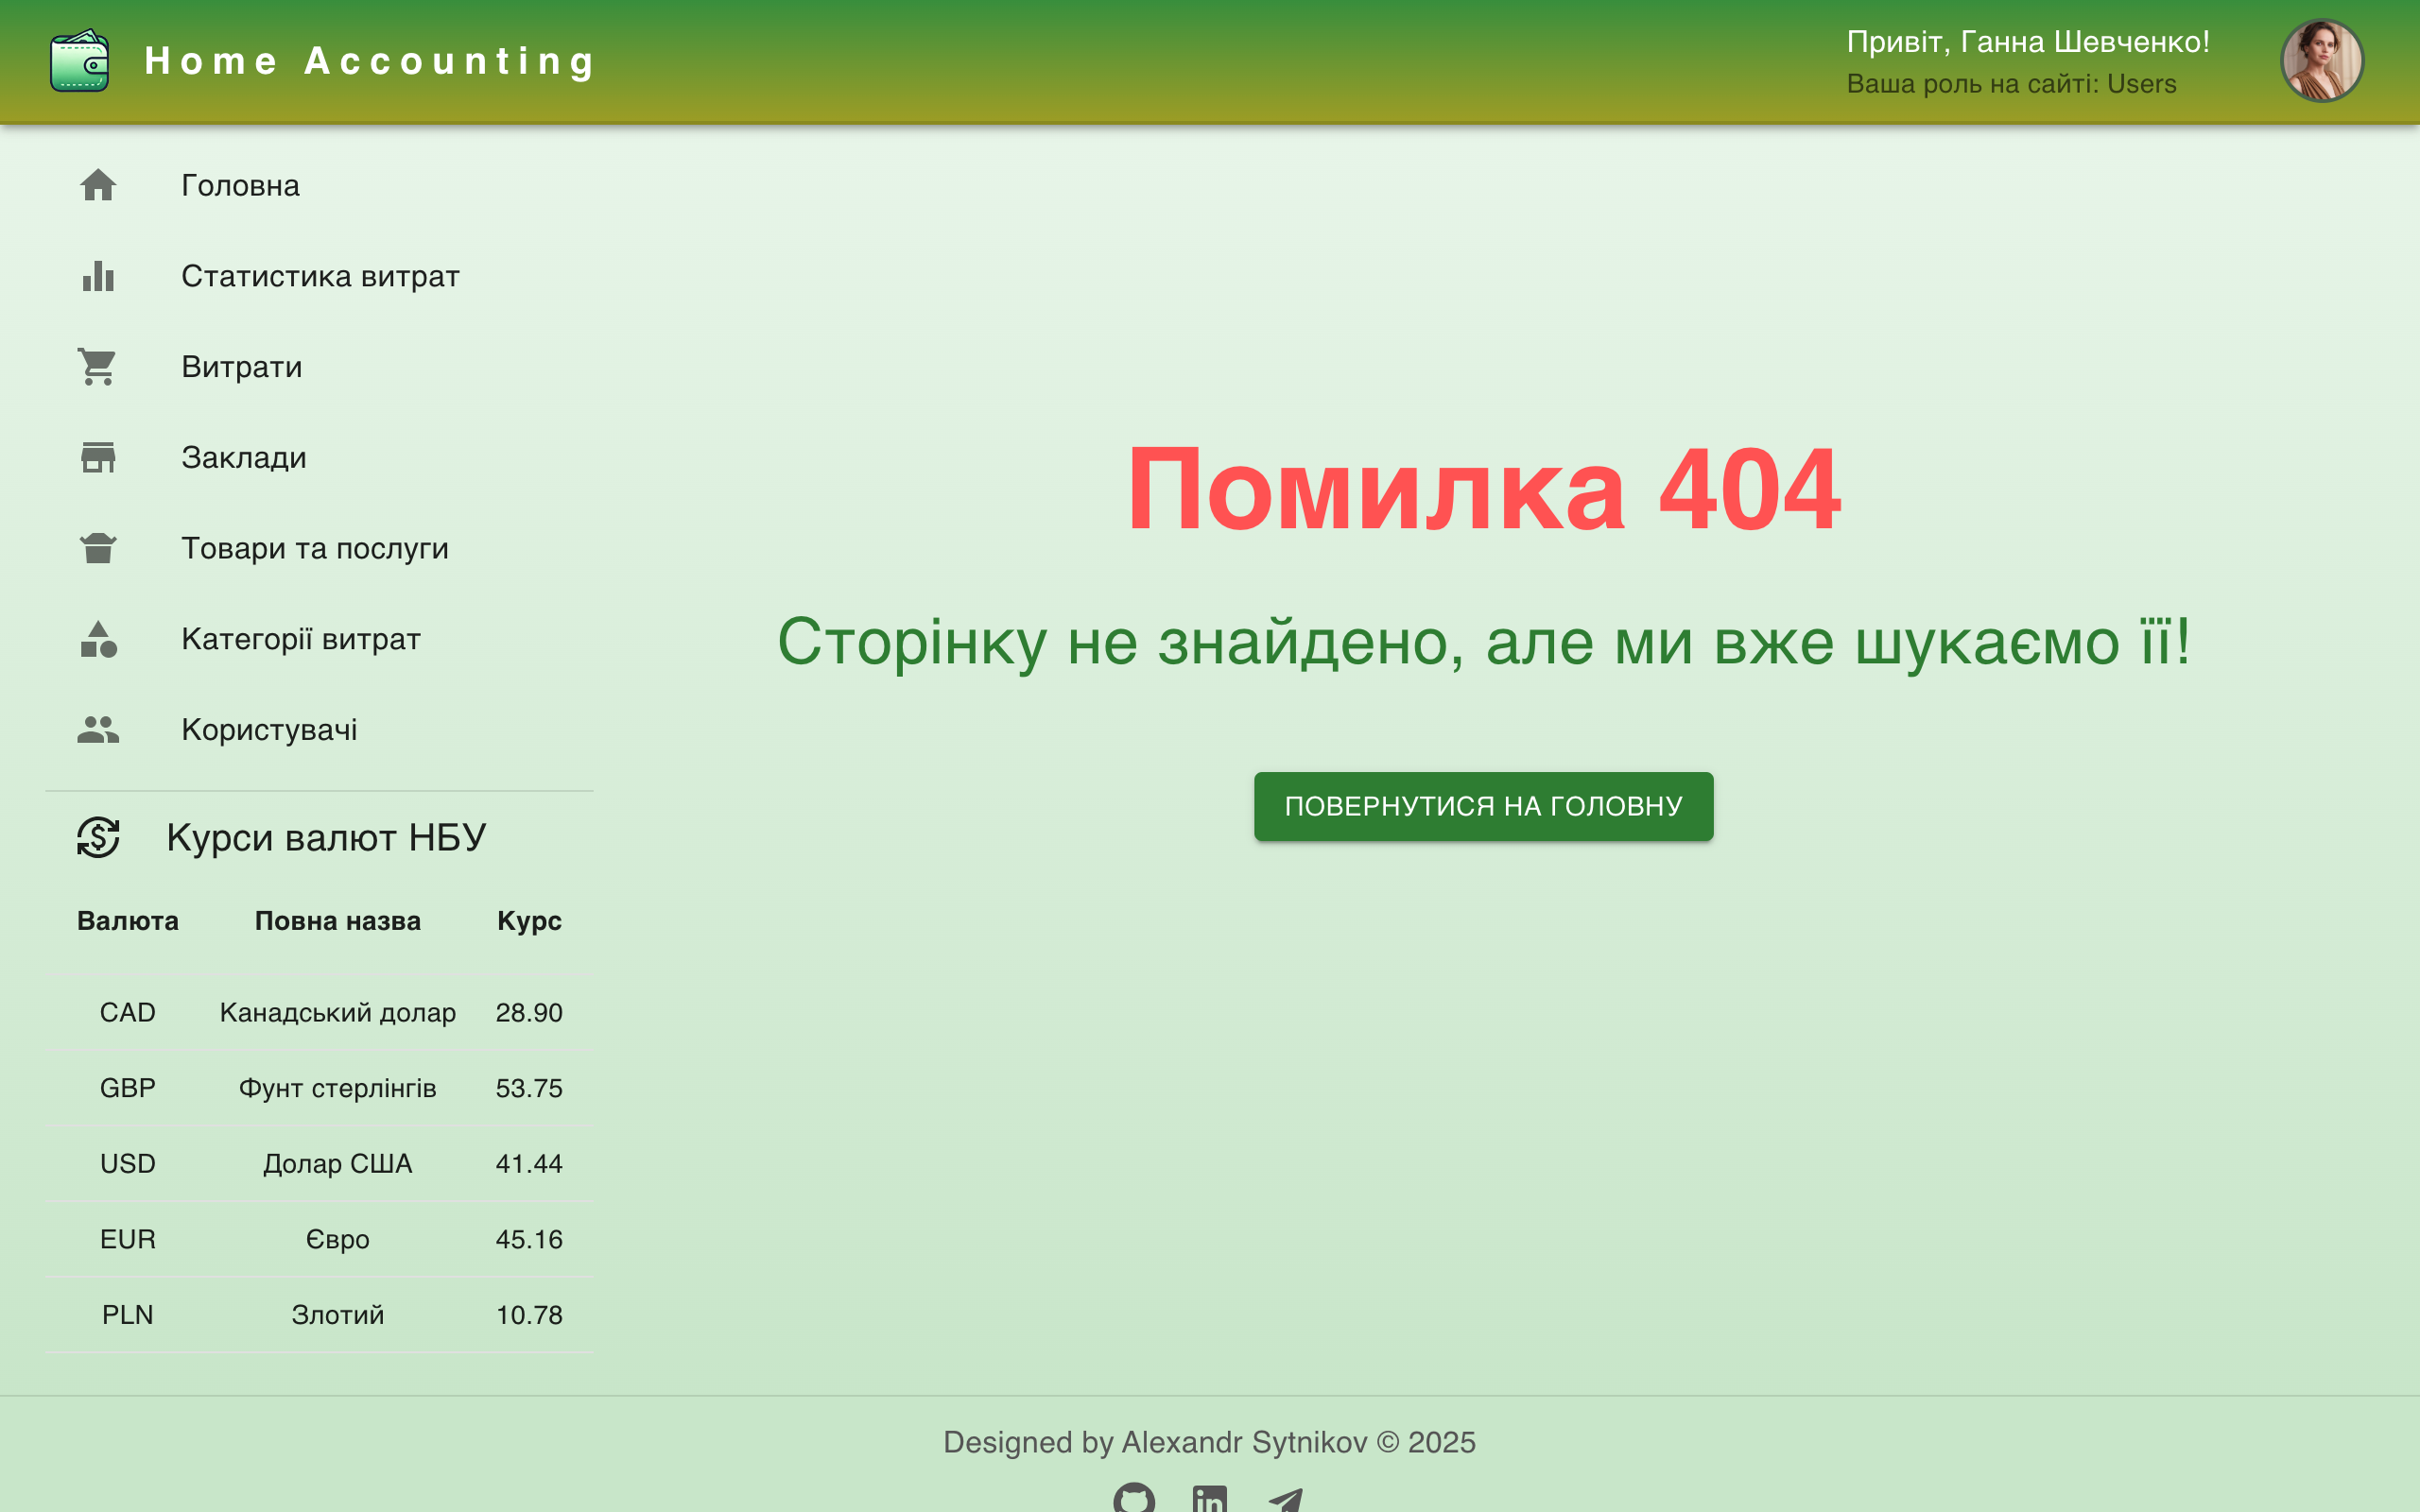 Home Accounting
Привіт, Ганна Шевченко!
Ваша роль на сайті: Users
Головна
Статистика витрат
Витрати
Заклади
Товари та послуги
Категорії витрат
Користувачі
Курси валют НБУ
Валюта Повна назва Курс
CAD Канадський долар 28.90
GBP Фунт стерлінгів 53.75
USD Долар США 41.44
EUR Євро 45.16
PLN Злотий 10.78
Помилка 404
Сторінку не знайдено, але ми вже шукаємо її!
ПОВЕРНУТИСЯ НА ГОЛОВНУ
Designed by Alexandr Sytnikov © 2025